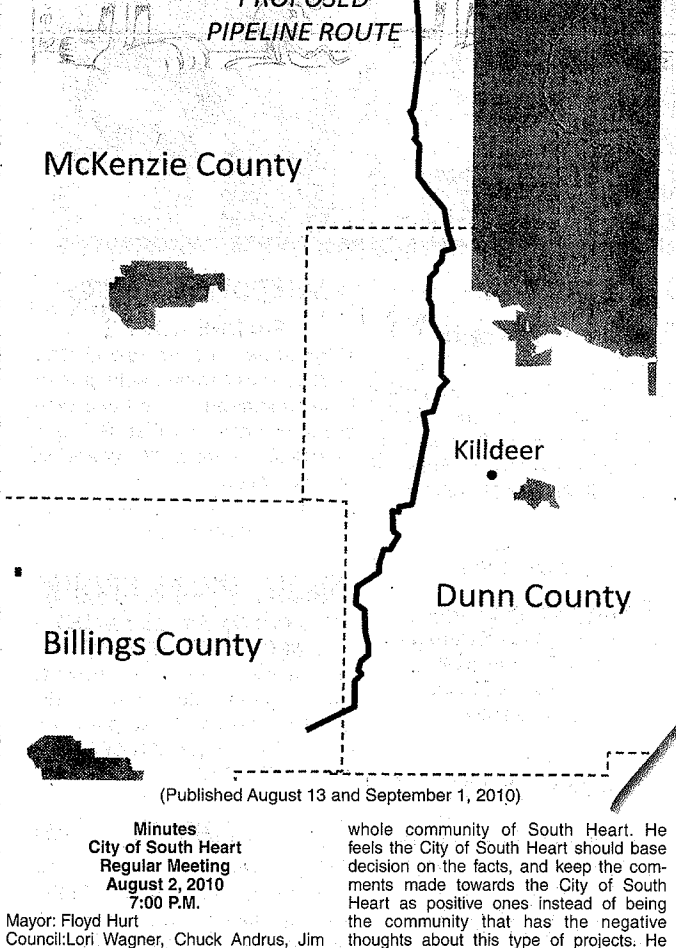 PROPOSED
PIPELINE ROUTE
McKenzie County
Killdeer
Dunn County
Billings County
(Published August 13 and September 1, 2010)
Minutes
City of South Heart
Regular Meeting
August 2, 2010
7:00 P.M.
Mayor: Floyd Hurt
Council:Lori Wagner, Chuck Andrus, Jim
whole community of South Heart. He
feels the City of South Heart should base
decision on the facts, and keep the com-
ments made towards the City of South
Heart as positive ones instead of being
the community that has the negative
thoughts about this type of projects. He